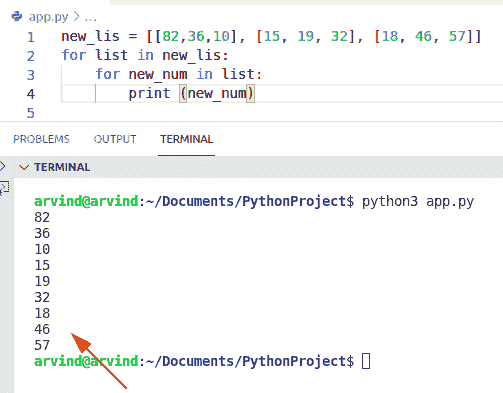 app.py > ...
1 new_lis = [[82,36,10], [15, 19, 32], [18, 46, 57]]
2 for list in new_lis:
3 for new_num in list:
4 print (new_num)
5
PROBLEMS OUTPUT TERMINAL
TERMINAL
arvind@arvind:~/Documents/PythonProject$ python3 app.py
82
36
10
15
19
32
18
46
57
arvind@arvind:~/Documents/PythonProject$